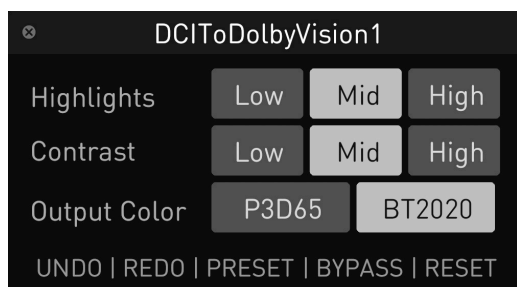 DCIToDolbyVision1
Highlights Low Mid High
Contrast Low Mid High
Output Color P3D65 BT2020
UNDO | REDO | PRESET | BYPASS | RESET